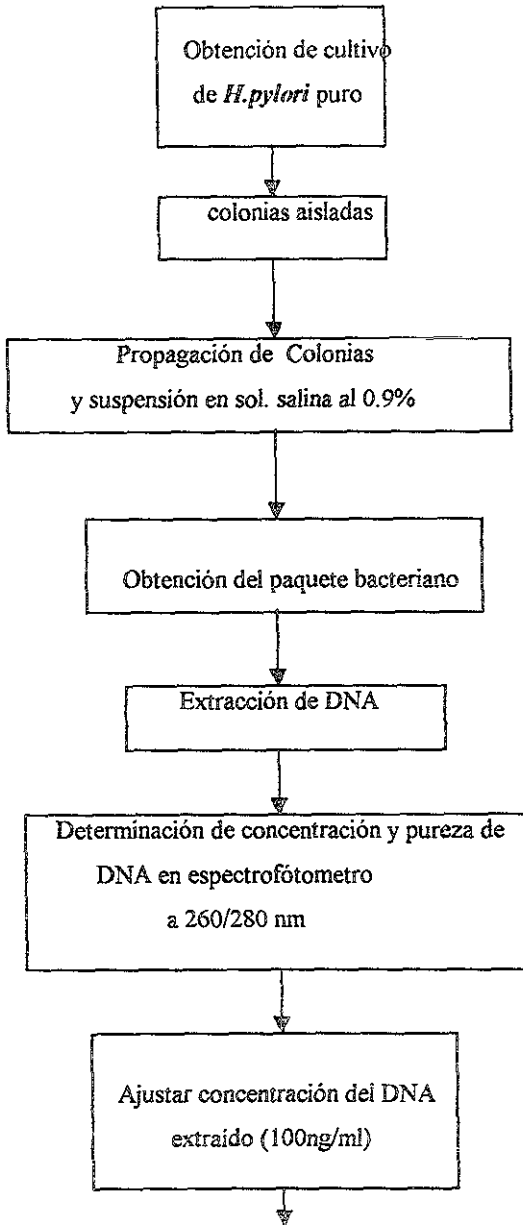 Obtención de cultivo
de H.pylori puro
colonias aisladas
Propagación de Colonias
y suspensión en sol. salina al 0.9%
Obtención del paquete bacteriano
Extracción de DNA
Determinación de concentración y pureza de
DNA en espectrofótometro
a 260/280 nm
Ajustar concentración del DNA
extraído (100ng/ml)